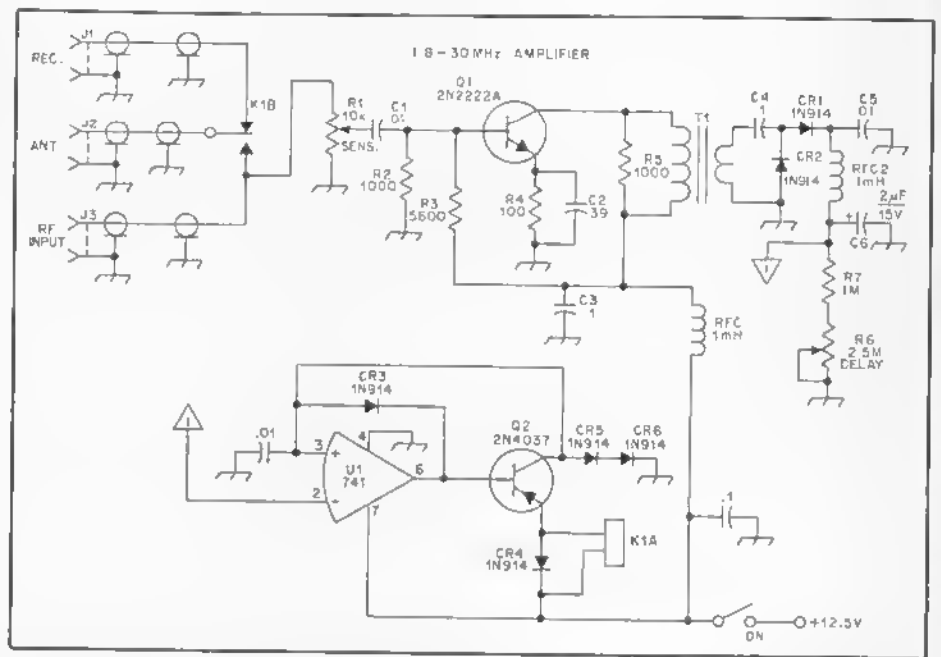 1.8-30MHz AMPLIFIER
J1
REC.
K1B
J2
ANT
J3
RF
INPUT
R1
10K
SENS.
C1
.01
R2
1000
R3
5600
Q1
2N2222A
R4
100
C2
39
R5
1000
T1
C4
.1
CR1
1N914
C5
.01
CR2
1N914
RFC2
1mH
2µF
15V
+
C6
R7
1M
R6
2.5M
DELAY
C3
.1
RFC
1mH
CR3
1N914
.01
3
+
4
U1
741
6
2
7
Q2
2N4037
CR5
1N914
CR6
1N914
CR4
1N914
K1A
.1
ON
+12.5V